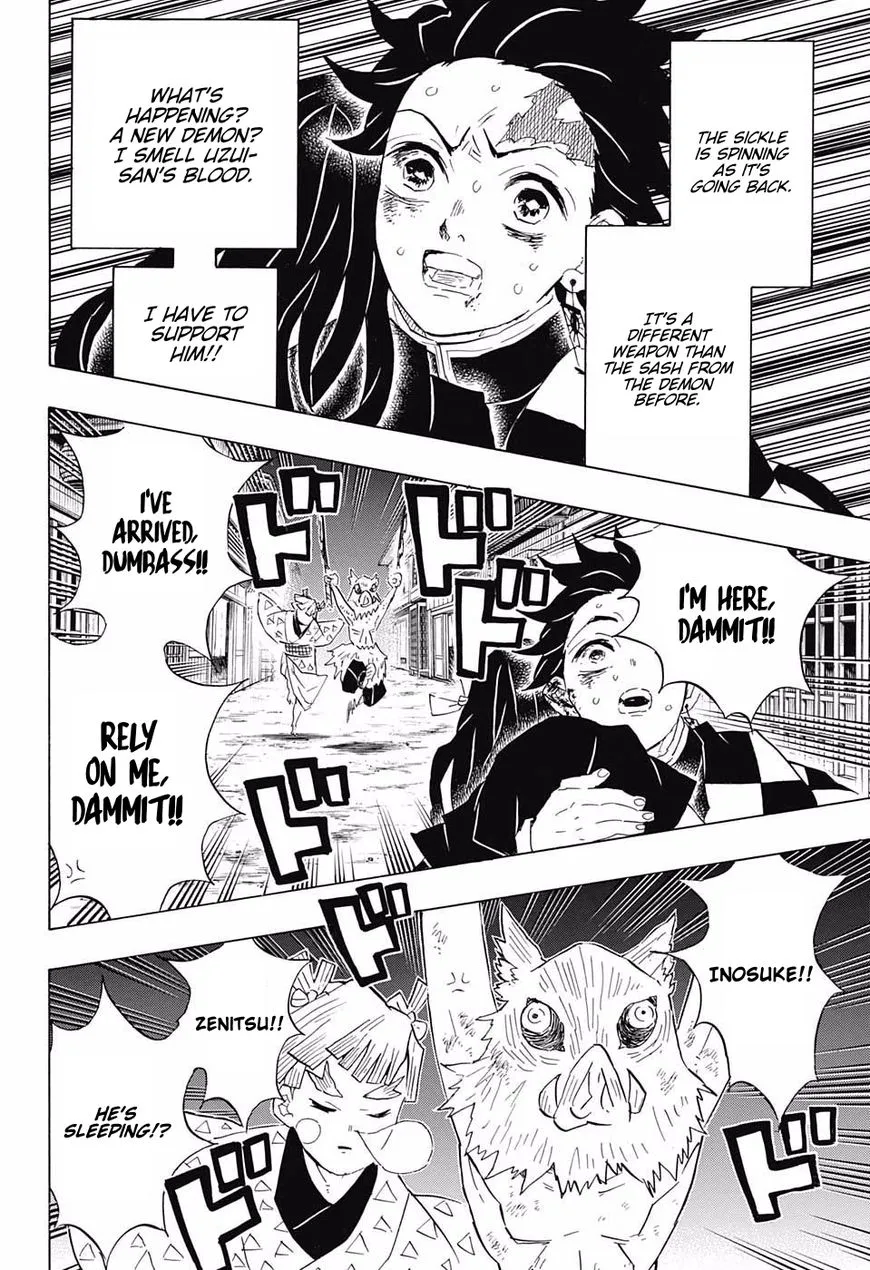 THE SICKLE
IS SPINNING
AS IT'S
GOING BACK.
IT'S A
DIFFERENT
WEAPON THAN
THE SASH FROM
THE DEMON
BEFORE.
WHAT'S
HAPPENING?
A NEW DEMON?
I SMELL UZUI-
SAN'S BLOOD.
I HAVE TO
SUPPORT
HIM!!
I'M HERE,
DAMMIT!!
ド
ド
ド
ド
ド
I'VE
ARRIVED,
DUMBASS!!
RELY
ON ME,
DAMMIT!!
INOSUKE!!
ド
ド
ド
ZENITSU!!
HE'S
SLEEPING!?